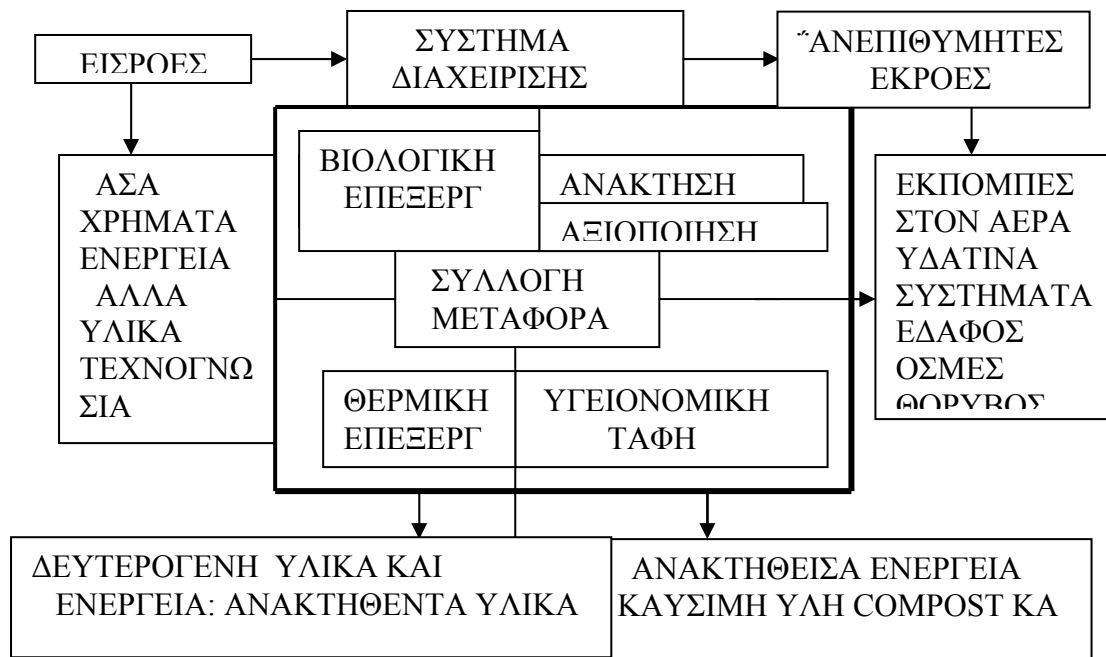 ΕΙΣΡΟΕΣ
ΣΥΣΤΗΜΑ
ΔΙΑΧΕΙΡΙΣΗΣ
΅ΑΝΕΠΙΘΥΜΗΤΕΣ
ΕΚΡΟΕΣ
ΑΣΑ
ΧΡΗΜΑΤΑ
ΕΝΕΡΓΕΙΑ
ΑΛΛΑ
ΥΛΙΚΑ
ΤΕΧΝΟΓΝΩ
ΣΙΑ
ΒΙΟΛΟΓΙΚΗ
ΕΠΕΞΕΡΓ
ΑΝΑΚΤΗΣΗ
ΑΞΙΟΠΟΙΗΣΗ
ΣΥΛΛΟΓΗ
ΜΕΤΑΦΟΡΑ
ΘΕΡΜΙΚΗ
ΕΠΕΞΕΡΓ
ΥΓΕΙΟΝΟΜΙΚΗ
ΤΑΦΗ
ΕΚΠΟΜΠΕΣ
ΣΤΟΝ ΑΕΡΑ
ΥΔΑΤΙΝΑ
ΣΥΣΤΗΜΑΤΑ
ΕΔΑΦΟΣ
ΟΣΜΕΣ
ΘΟΡΥΒΟΣ
ΔΕΥΤΕΡΟΓΕΝΗ ΥΛΙΚΑ ΚΑΙ
ΕΝΕΡΓΕΙΑ: ΑΝΑΚΤΗΘΕΝΤΑ ΥΛΙΚΑ
ΑΝΑΚΤΗΘΕΙΣΑ ΕΝΕΡΓΕΙΑ
ΚΑΥΣΙΜΗ ΥΛΗ COMPOST ΚΑ